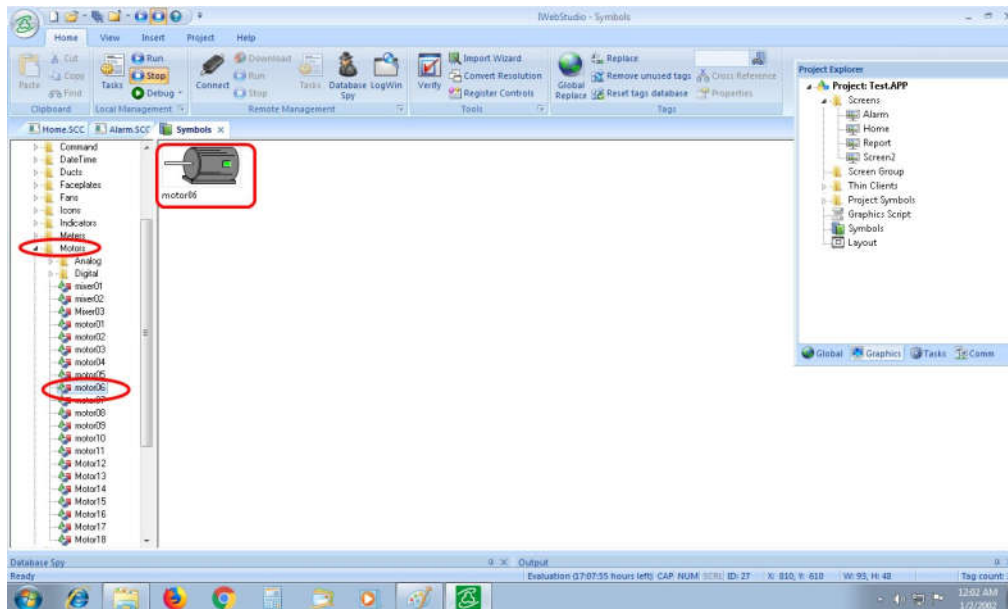 IWebStudio - Symbols
Home View Insert Project Help
Paste
Cut
Copy
Find
Clipboard
Tasks
Run
Stop
Debug
Local Management
Connect
Download
Run
Stop
Tasks
Database Spy
LogWin
Remote Management
Verify
Import Wizard
Convert Resolution
Register Controls
Tools
Global Replace
Replace
Remove unused tags
Reset tags database
Cross Reference
Properties
Tags
Home.SCC Alarm.SCC Symbols
Command
DateTime
Ducts
Faceplates
Fans
Icons
Indicators
Meters
Motors
Analog
Digital
mixer01
mixer02
Mixer03
motor01
motor02
motor03
motor04
motor05
motor06
motor07
motor08
motor09
motor10
motor11
Motor12
Motor13
Motor14
Motor15
Motor16
Motor17
Motor18
motor06
Project Explorer
Project: Test.APP
Screens
Alarm
Home
Report
Screen2
Screen Group
Thin Clients
Project Symbols
Graphics Script
Symbols
Layout
Global Graphics Tasks Comm
Database Spy Output
Ready Evaluation (17:07:55 hours left) CAP NUM SCRL ID: 27 X: 810, Y: 610 W: 93, H: 48 Tag count:
12:02 AM
1/2/2002